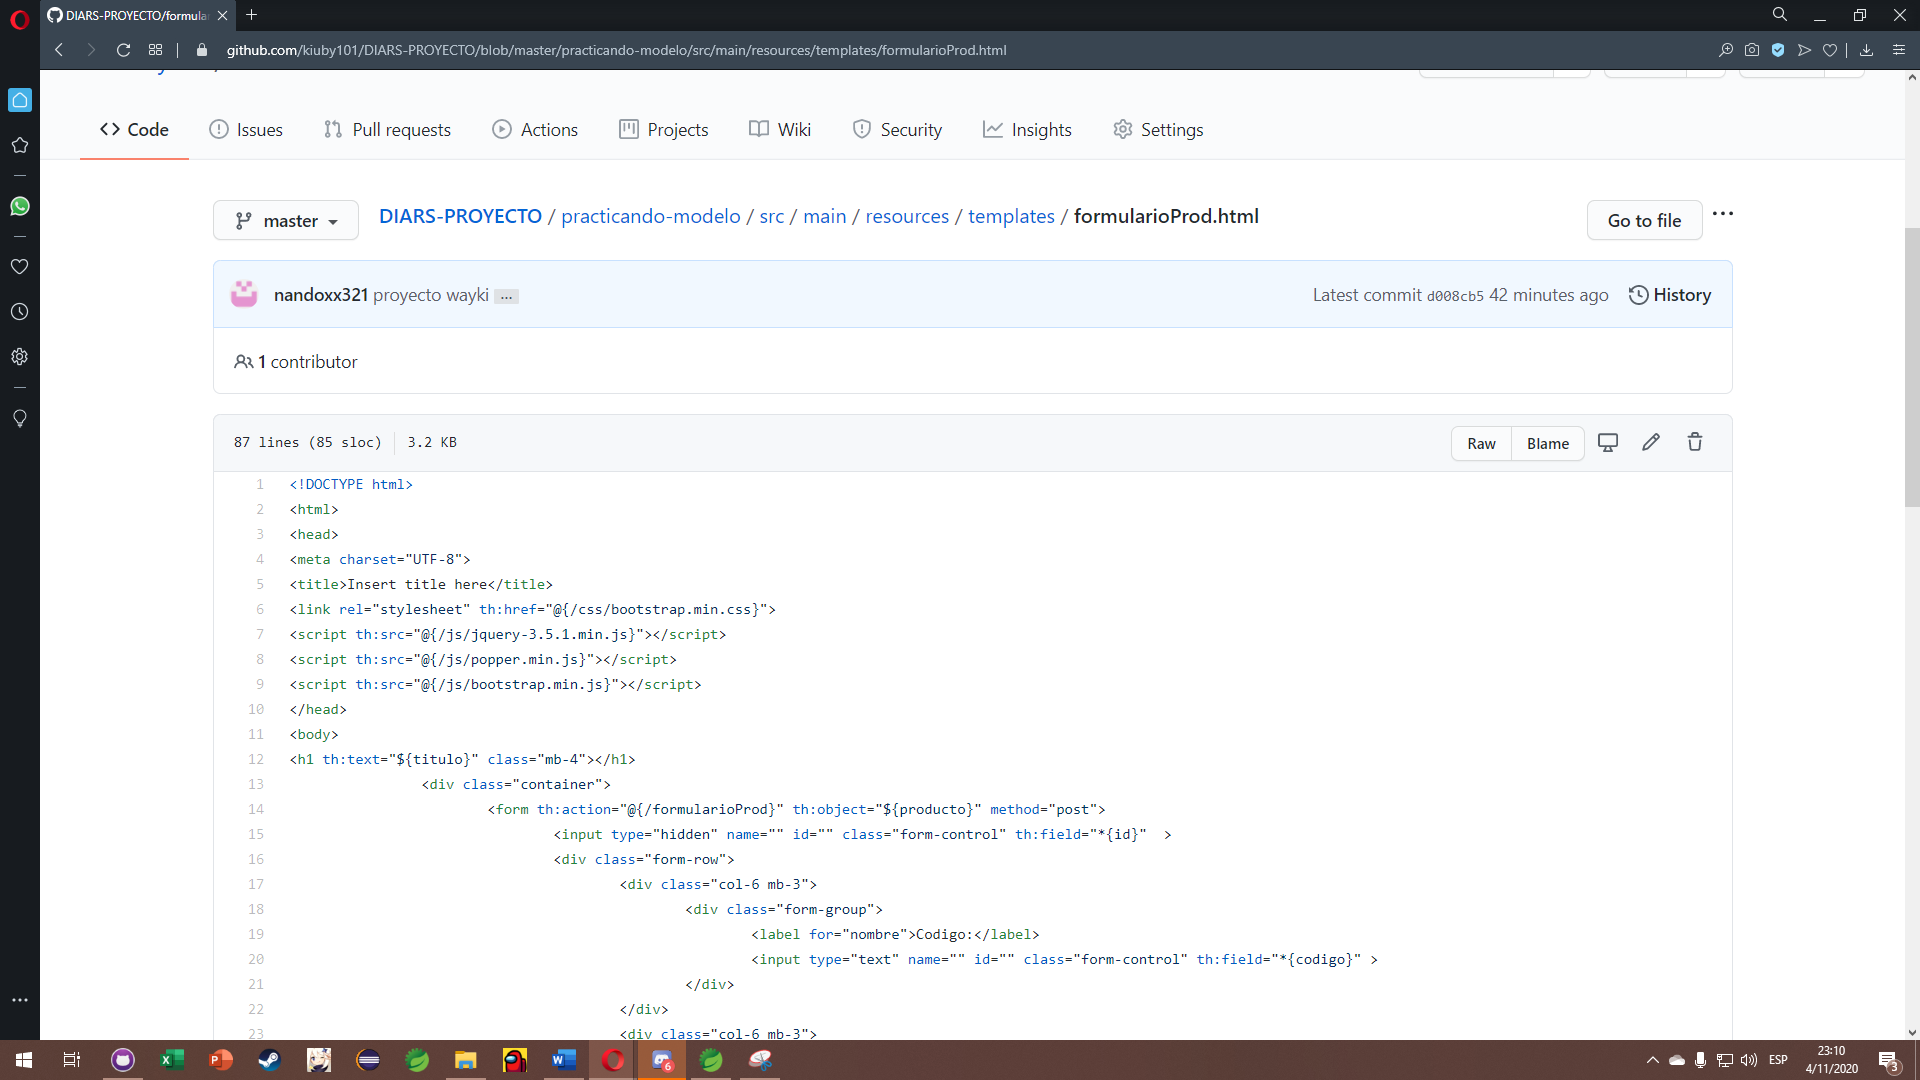 DIARS-PROYECTO/formula
github.com/kiuby101/DIARS-PROYECTO/blob/master/practicando-modelo/src/main/resources/templates/formularioProd.html
Code Issues Pull requests Actions Projects Wiki Security Insights Settings
master DIARS-PROYECTO / practicando-modelo / src / main / resources / templates / formularioProd.html Go to file ...
nandoxx321 proyecto wayki ... Latest commit d008cb5 42 minutes ago History
1 contributor
87 lines (85 sloc) 3.2 KB Raw Blame
1 <!DOCTYPE html>
2 <html>
3 <head>
4 <meta charset="UTF-8">
5 <title>Insert title here</title>
6 <link rel="stylesheet" th:href="@{/css/bootstrap.min.css}">
7 <script th:src="@{/js/jquery-3.5.1.min.js}"></script>
8 <script th:src="@{/js/popper.min.js}"></script>
9 <script th:src="@{/js/bootstrap.min.js}"></script>
10 </head>
11 <body>
12 <h1 th:text="${titulo}" class="mb-4"></h1>
13 <div class="container">
14 <form th:action="@{/formularioProd}" th:object="${producto}" method="post">
15 <input type="hidden" name="" id="" class="form-control" th:field="*{id}"  >
16 <div class="form-row">
17 <div class="col-6 mb-3">
18 <div class="form-group">
19 <label for="nombre">Codigo:</label>
20 <input type="text" name="" id="" class="form-control" th:field="*{codigo}" >
21 </div>
22 </div>
23 <div class="col-6 mb-3">
6
ESP
23:10
4/11/2020
3